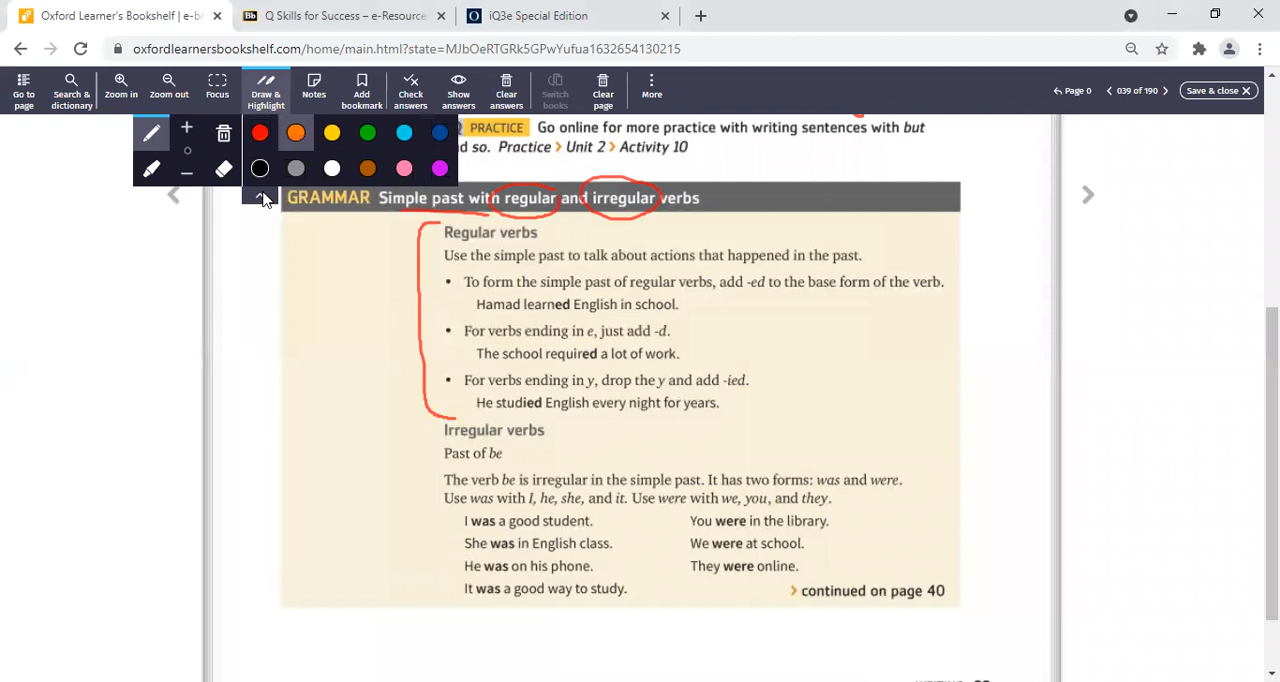 Oxford Learner's Bookshelf | e-b
Q Skills for Success – e-Resource
iQ3e Special Edition
oxfordlearnersbookshelf.com/home/main.html?state=MJbOeRTGRk5GPwYufua1632654130215
Go to page
Search & dictionary
Zoom in
Zoom out
Focus
Draw & Highlight
Notes
Add bookmark
Check answers
Show answers
Clear answers
Switch books
Clear page
More
Page 0
039 of 190
Save & close
PRACTICE Go online for more practice with writing sentences with but
nd so. Practice > Unit 2 > Activity 10
GRAMMAR Simple past with regular and irregular verbs
Regular verbs
Use the simple past to talk about actions that happened in the past.
• To form the simple past of regular verbs, add -ed to the base form of the verb.
Hamad learned English in school.
• For verbs ending in e, just add -d.
The school required a lot of work.
• For verbs ending in y, drop the y and add -ied.
He studied English every night for years.
Irregular verbs
Past of be
The verb be is irregular in the simple past. It has two forms: was and were.
Use was with I, he, she, and it. Use were with we, you, and they.
I was a good student. You were in the library.
She was in English class. We were at school.
He was on his phone. They were online.
It was a good way to study.
> continued on page 40